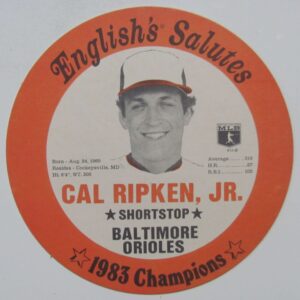 English's Salutes
MLB
Born - Aug 24, 1960
Resides - Cockeysville, MD
Ht. 6'4", WT. 200
Average ..... .318
H.R. ..... 27
R.B.I. ..... 102
CAL RIPKEN, JR.
★ SHORTSTOP ★
BALTIMORE
ORIOLES
☆ 1983 Champions ☆